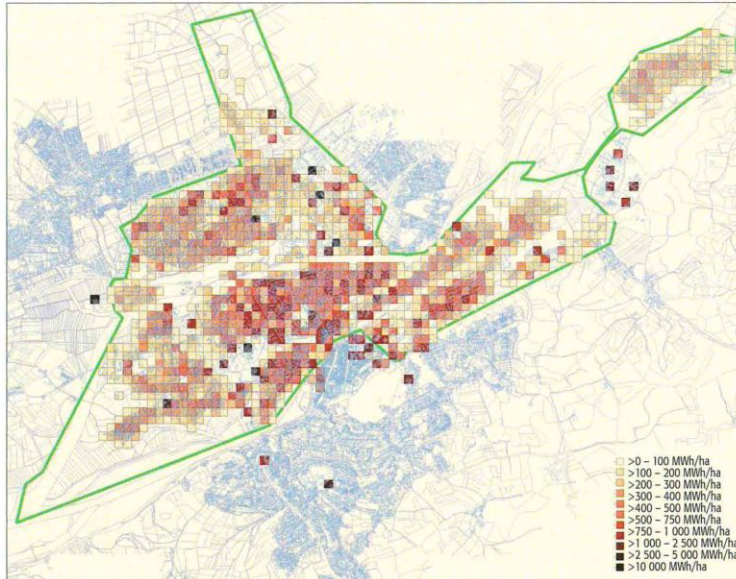 >0 – 100 MWh/ha
>100 – 200 MWh/ha
>200 – 300 MWh/ha
>300 – 400 MWh/ha
>400 – 500 MWh/ha
>500 – 750 MWh/ha
>750 – 1 000 MWh/ha
>1 000 – 2 500 MWh/ha
>2 500 – 5 000 MWh/ha
>10 000 MWh/ha